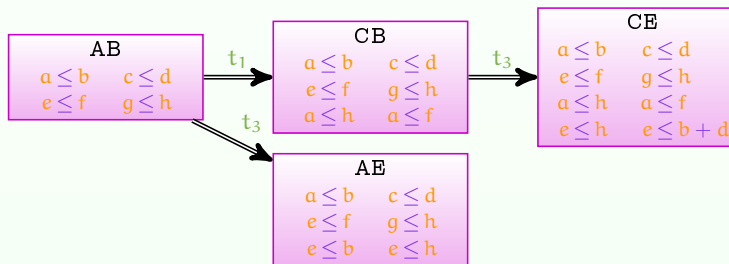 AB
a ≤ b c ≤ d
e ≤ f g ≤ h
t₁
CB
a ≤ b c ≤ d
e ≤ f g ≤ h
a ≤ h a ≤ f
t₃
CE
a ≤ b c ≤ d
e ≤ f g ≤ h
a ≤ h a ≤ f
e ≤ h e ≤ b + d
t₃
AE
a ≤ b c ≤ d
e ≤ f g ≤ h
e ≤ b e ≤ h